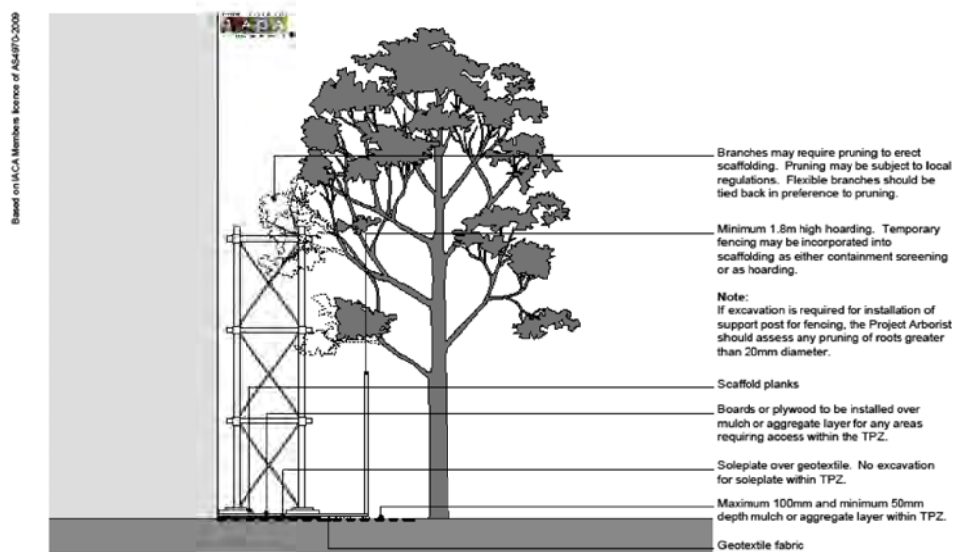 Based on IACA Members licence of AS4970-2009
Branches may require pruning to erect
scaffolding. Pruning may be subject to local
regulations. Flexible branches should be
tied back in preference to pruning.
Minimum 1.8m high hoarding. Temporary
fencing may be incorporated into
scaffolding as either containment screening
or as hoarding.
Note:
If excavation is required for installation of
support post for fencing, the Project Arborist
should assess any pruning of roots greater
than 20mm diameter.
Scaffold planks
Boards or plywood to be installed over
mulch or aggregate layer for any areas
requiring access within the TPZ.
Soleplate over geotextile. No excavation
for soleplate within TPZ.
Maximum 100mm and minimum 50mm
depth mulch or aggregate layer within TPZ.
Geotextile fabric